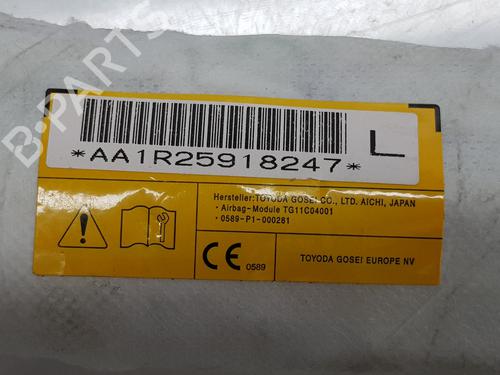 B-PARTS
*AA1R25918247*
L
Hersteller:TOYODA GOSEI CO., LTD. AICHI, JAPAN
・Airbag-Module TG11C04001
・0589-P1-000281
CE 0589
TOYODA GOSEI EUROPE NV